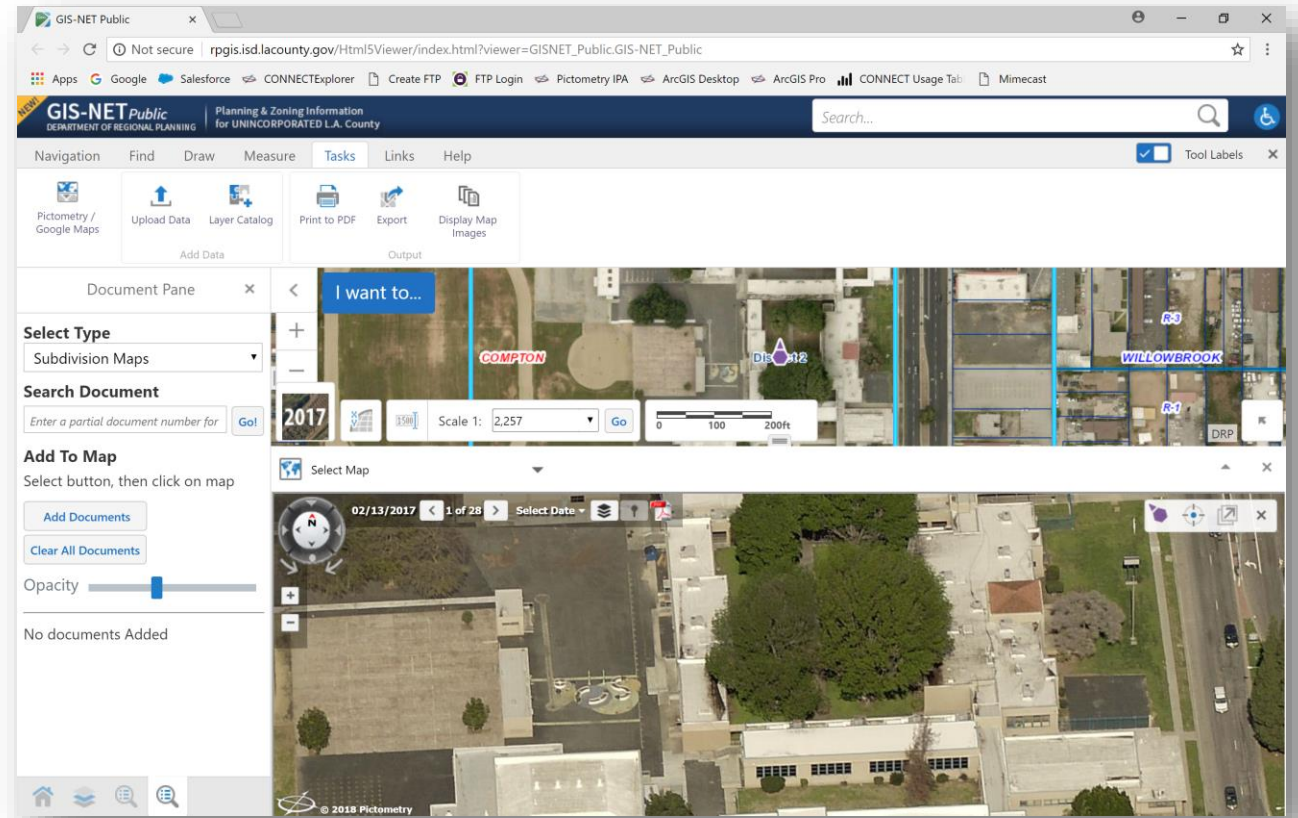 GIS-NET Public
Not secure | rpgis.isd.lacounty.gov/Html5Viewer/index.html?viewer=GISNET_Public.GIS-NET_Public
Apps Google Salesforce CONNECTExplorer Create FTP FTP Login Pictometry IPA ArcGIS Desktop ArcGIS Pro CONNECT Usage Tab Mimecast
NEW!
GIS-NET Public
DEPARTMENT OF REGIONAL PLANNING
Planning & Zoning Information
for UNINCORPORATED L.A. County
Search...
Navigation Find Draw Measure Tasks Links Help
Tool Labels
Pictometry /
Google Maps
Upload Data
Layer Catalog
Add Data
Print to PDF
Export
Display Map
Images
Output
Document Pane
Select Type
Subdivision Maps
Search Document
Enter a partial document number for
Go!
Add To Map
Select button, then click on map
Add Documents
Clear All Documents
Opacity
No documents Added
I want to...
COMPTON
District 2
R-3
WILLOWBROOK
R-1
DRP
2017
X
Y
1500
Scale 1: 2,257
Go
0 100 200ft
Select Map
02/13/2017 1 of 28 Select Date
N
© 2018 Pictometry